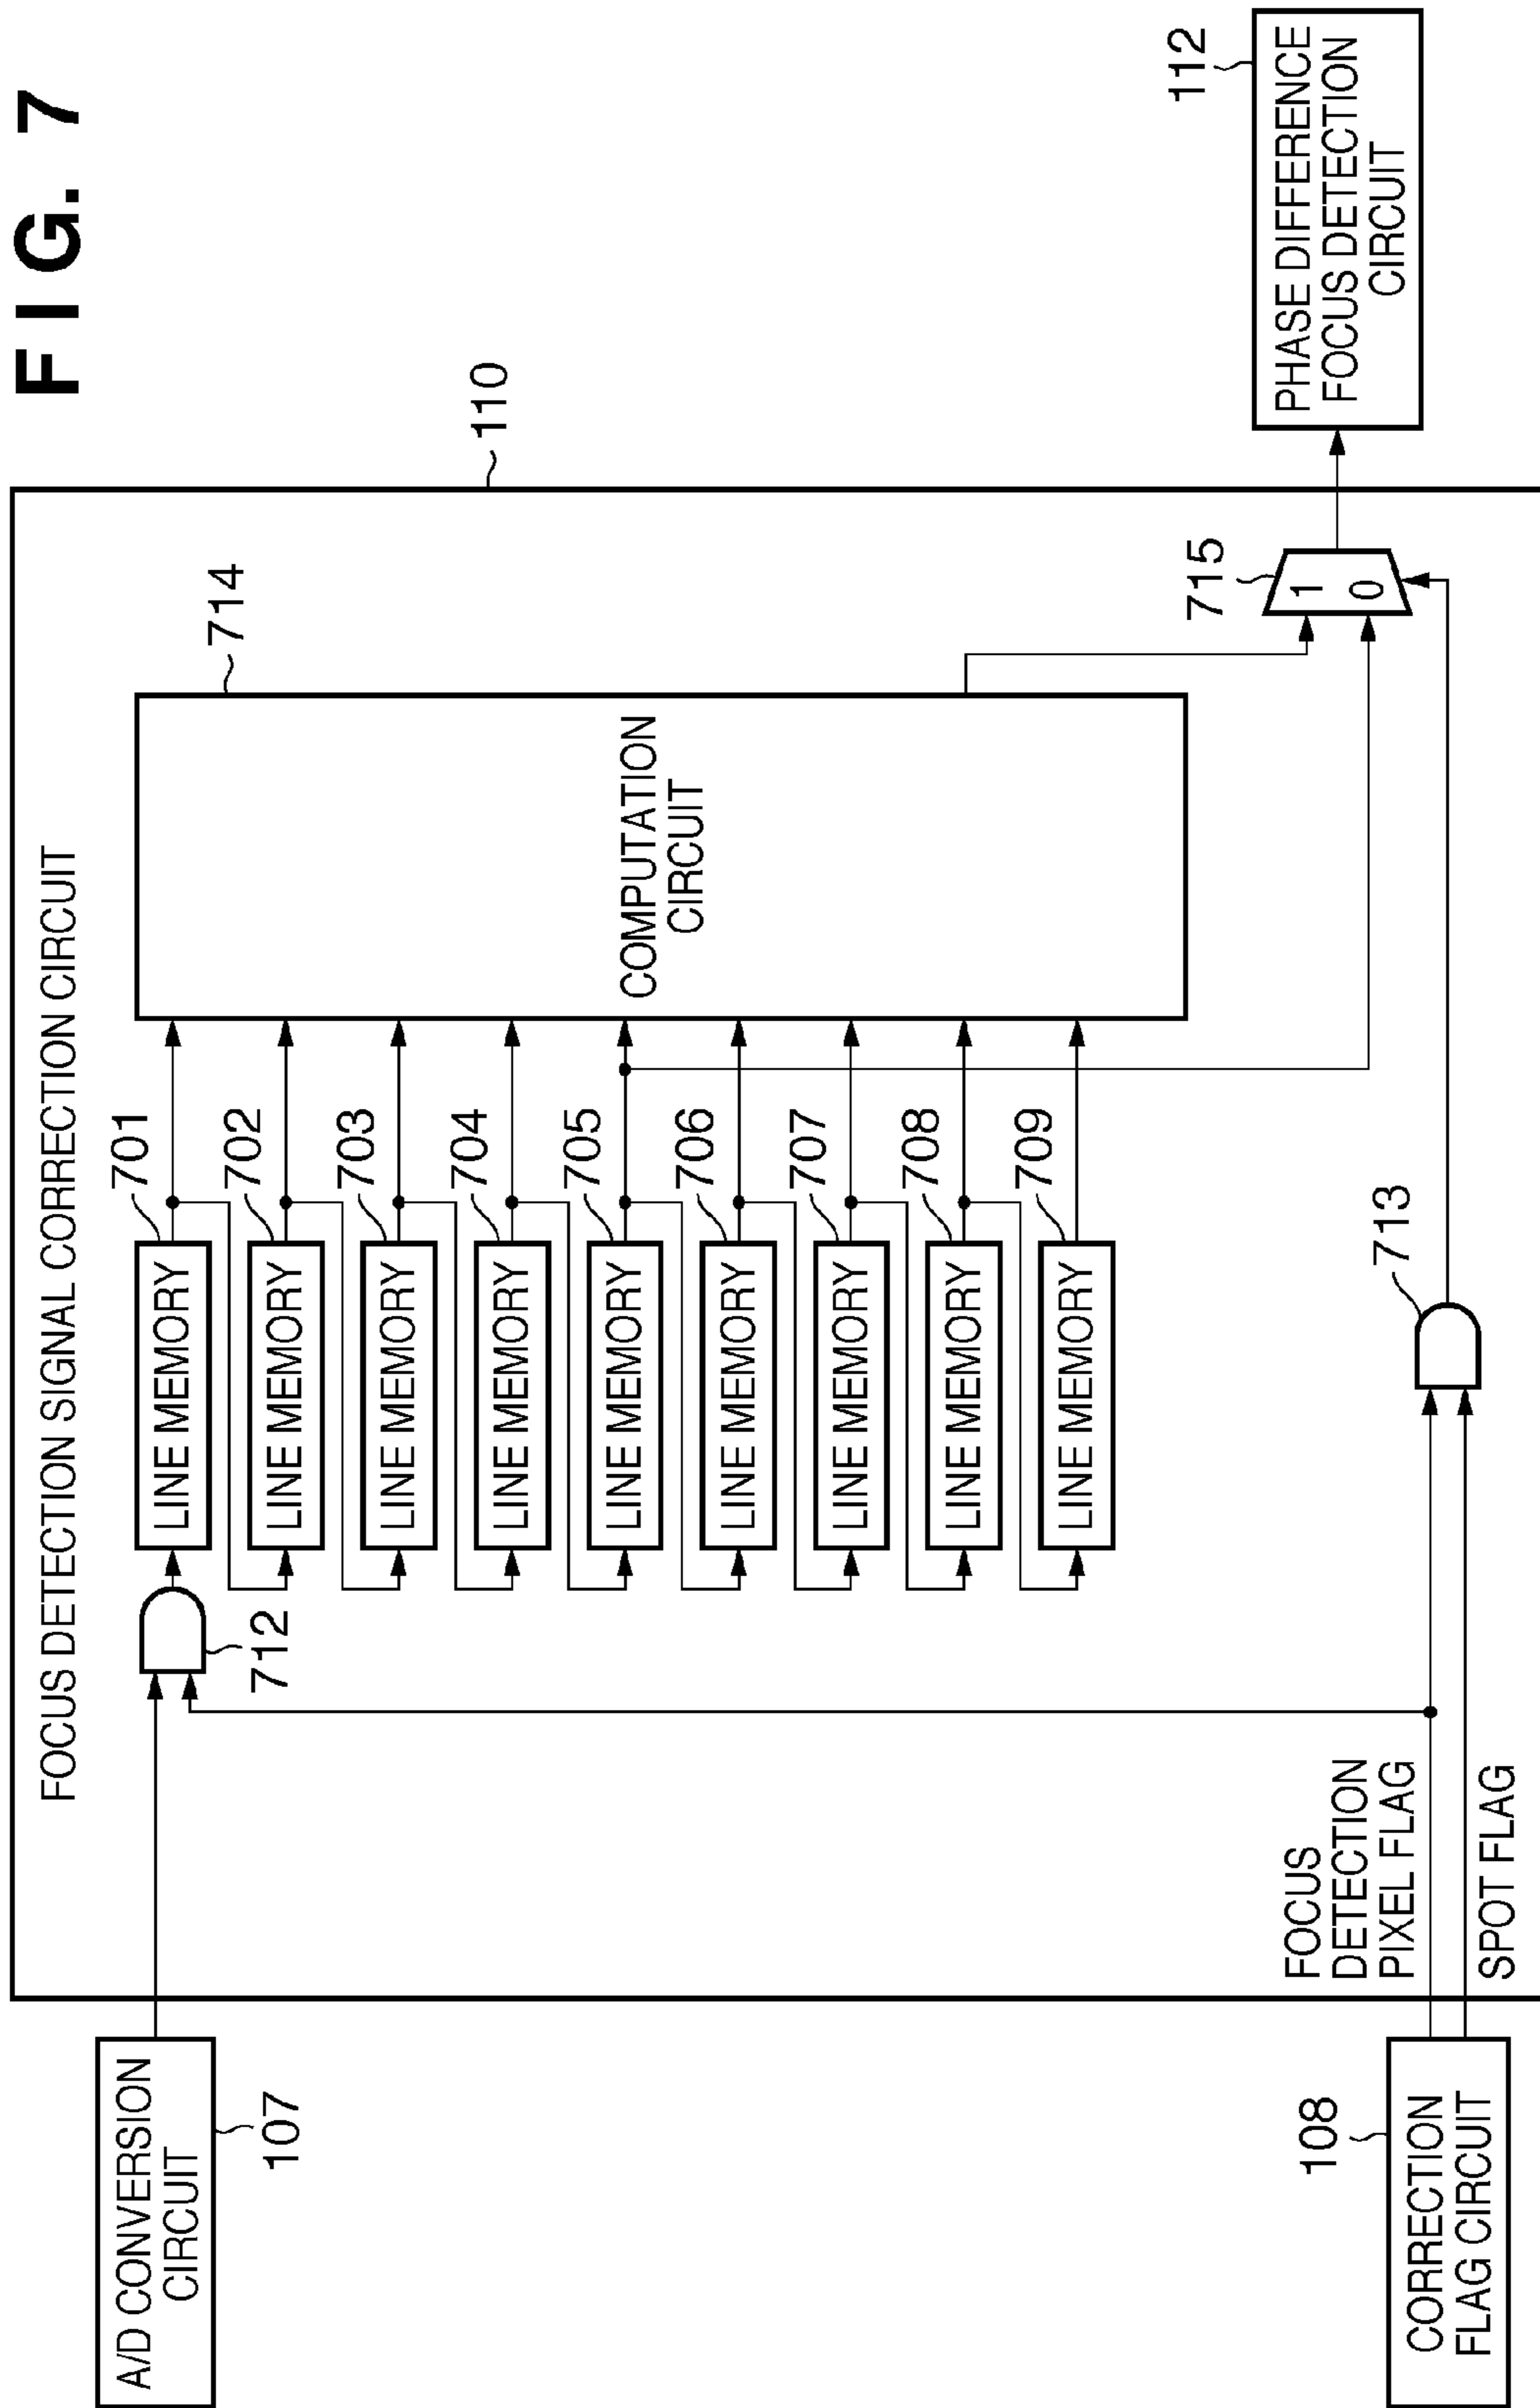 FIG. 7
FOCUS DETECTION SIGNAL CORRECTION CIRCUIT
110
A/D CONVERSION
CIRCUIT
107
712
LINE MEMORY
701
LINE MEMORY
702
LINE MEMORY
703
LINE MEMORY
704
LINE MEMORY
705
LINE MEMORY
706
LINE MEMORY
707
LINE MEMORY
708
LINE MEMORY
709
COMPUTATION
CIRCUIT
714
715
1
0
PHASE DIFFERENCE
FOCUS DETECTION
CIRCUIT
112
CORRECTION
FLAG CIRCUIT
108
FOCUS
DETECTION
PIXEL FLAG
SPOT FLAG
713